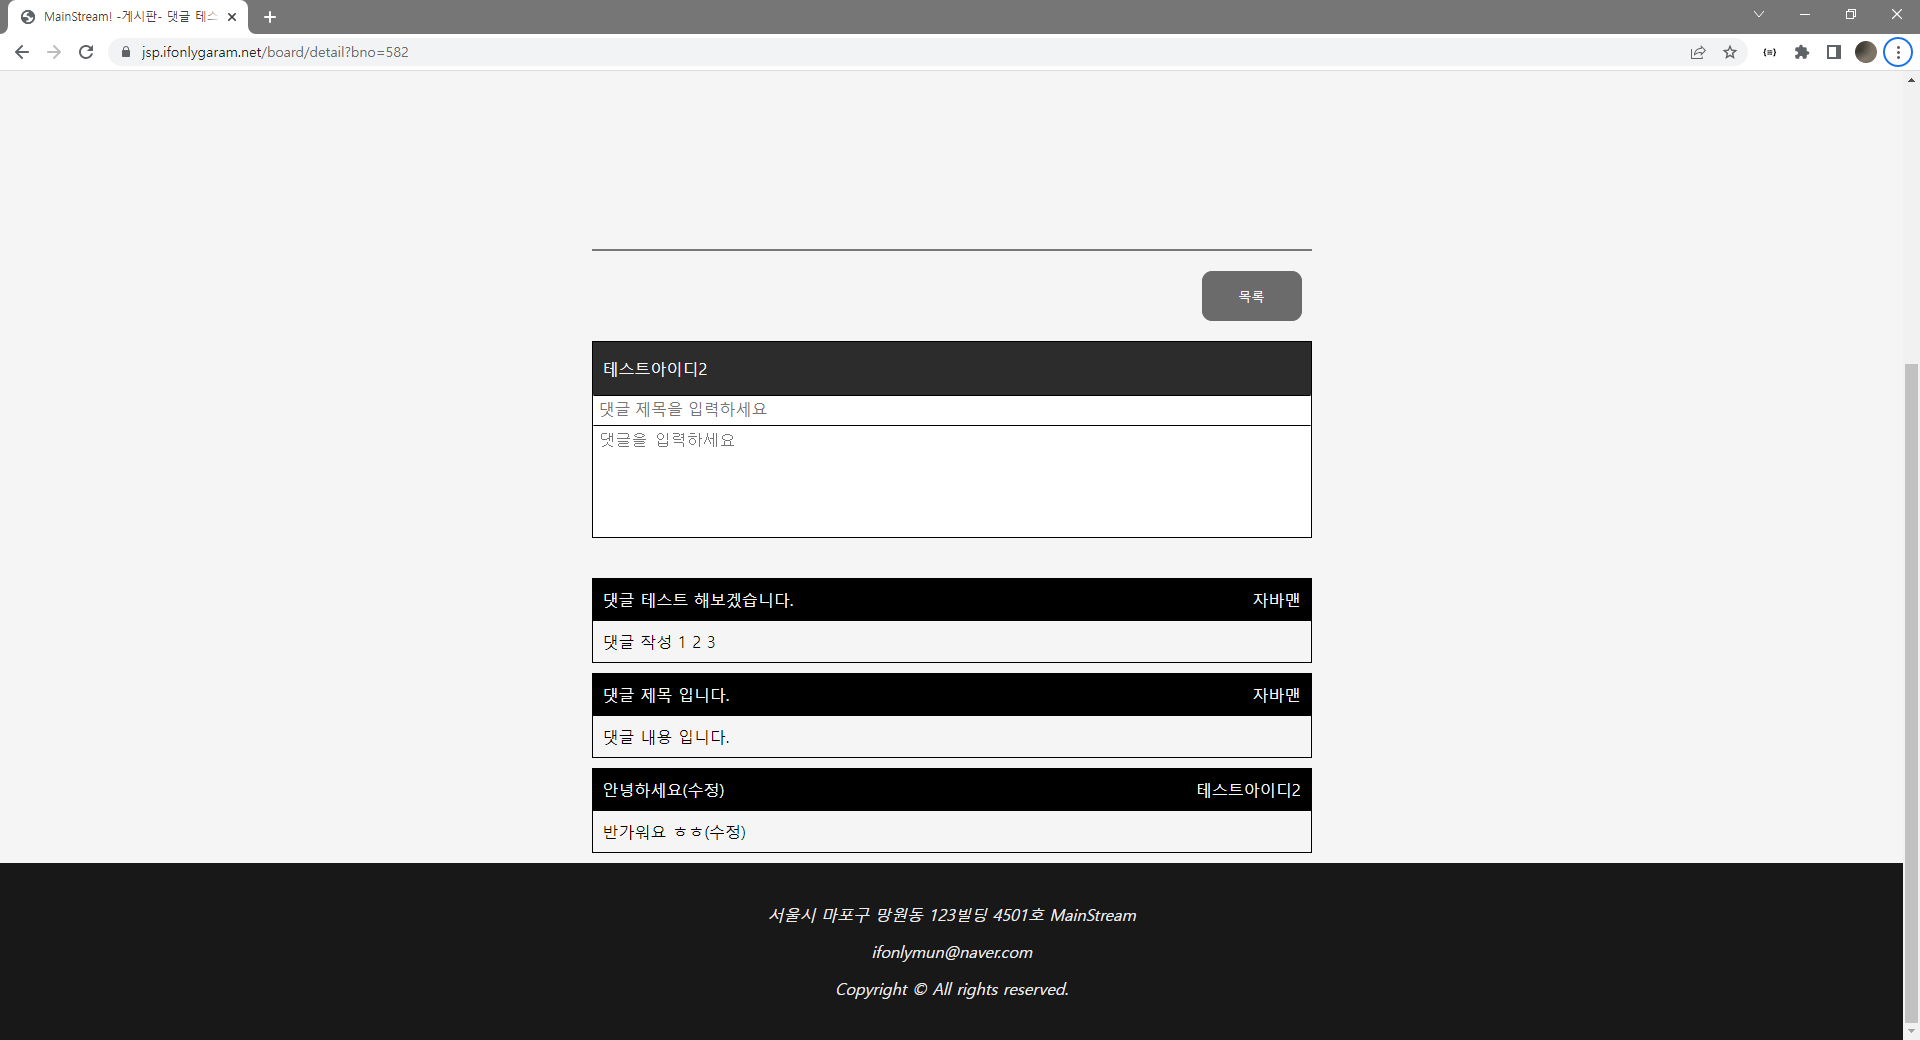 MainStream! -게시판- 댓글 테스
jsp.ifonlygaram.net/board/detail?bno=582
목록
테스트아이디2
댓글 제목을 입력하세요
댓글을 입력하세요
댓글 테스트 해보겠습니다. 자바맨
댓글 작성 1 2 3
댓글 제목 입니다. 자바맨
댓글 내용 입니다.
안녕하세요(수정) 테스트아이디2
반가워요 ㅎㅎ(수정)
서울시 마포구 망원동 123빌딩 4501호 MainStream
ifonlymun@naver.com
Copyright © All rights reserved.